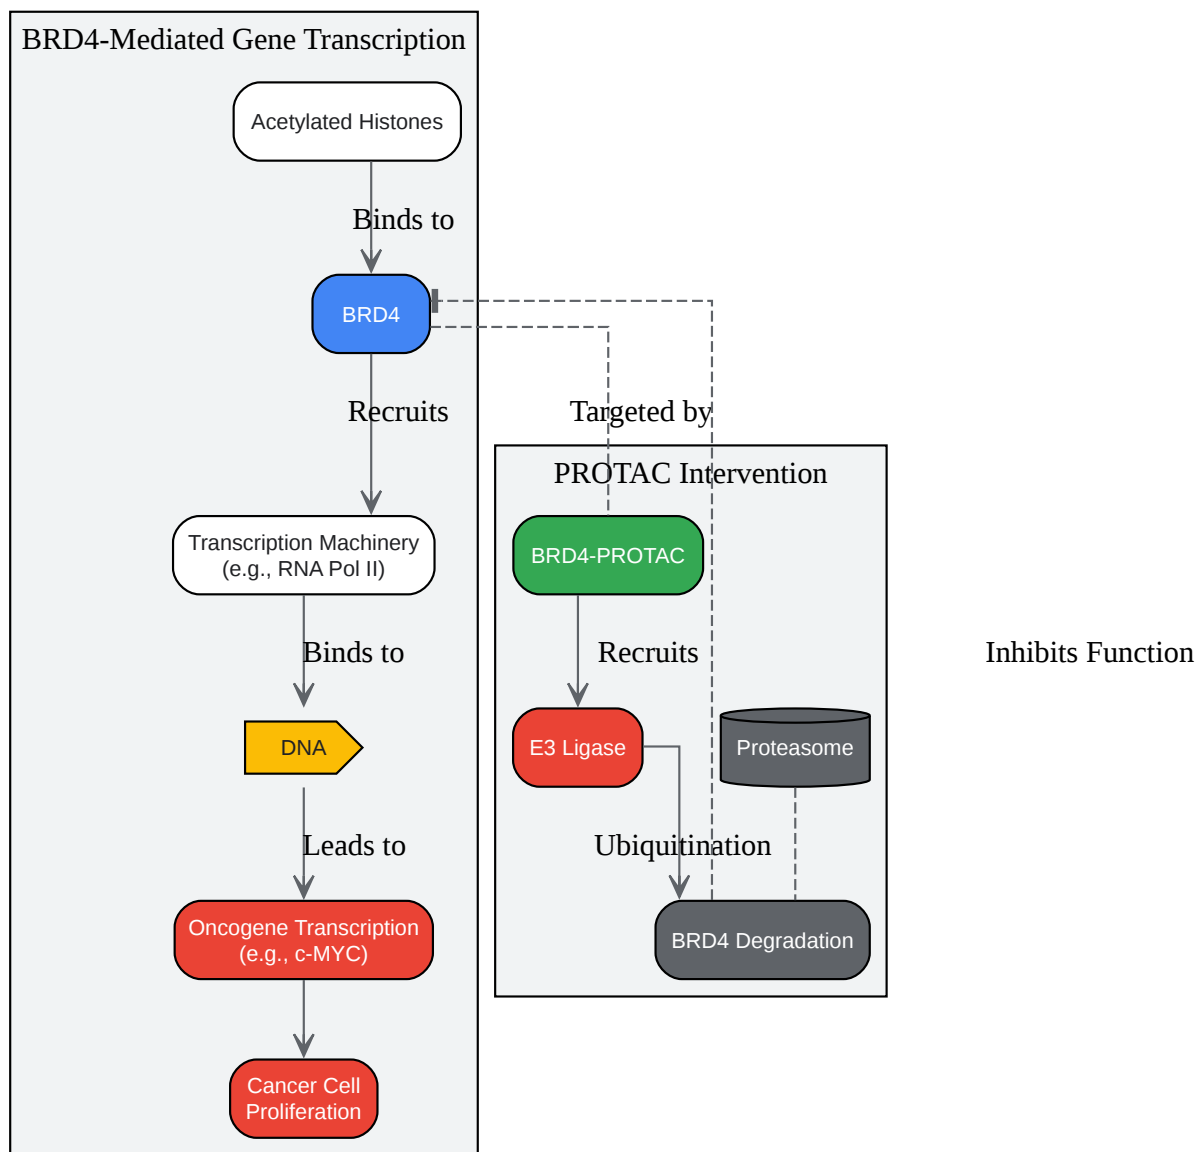 BRD4-Mediated Gene Transcription
Acetylated Histones
Binds to
BRD4
Recruits
Targeted by
PROTAC Intervention
Transcription Machinery
(e.g., RNA Pol II)
BRD4-PROTAC
Binds to
Recruits
Inhibits Function
DNA
E3 Ligase
Proteasome
Leads to
Ubiquitination
Oncogene Transcription
(e.g., c-MYC)
BRD4 Degradation
Cancer Cell
Proliferation